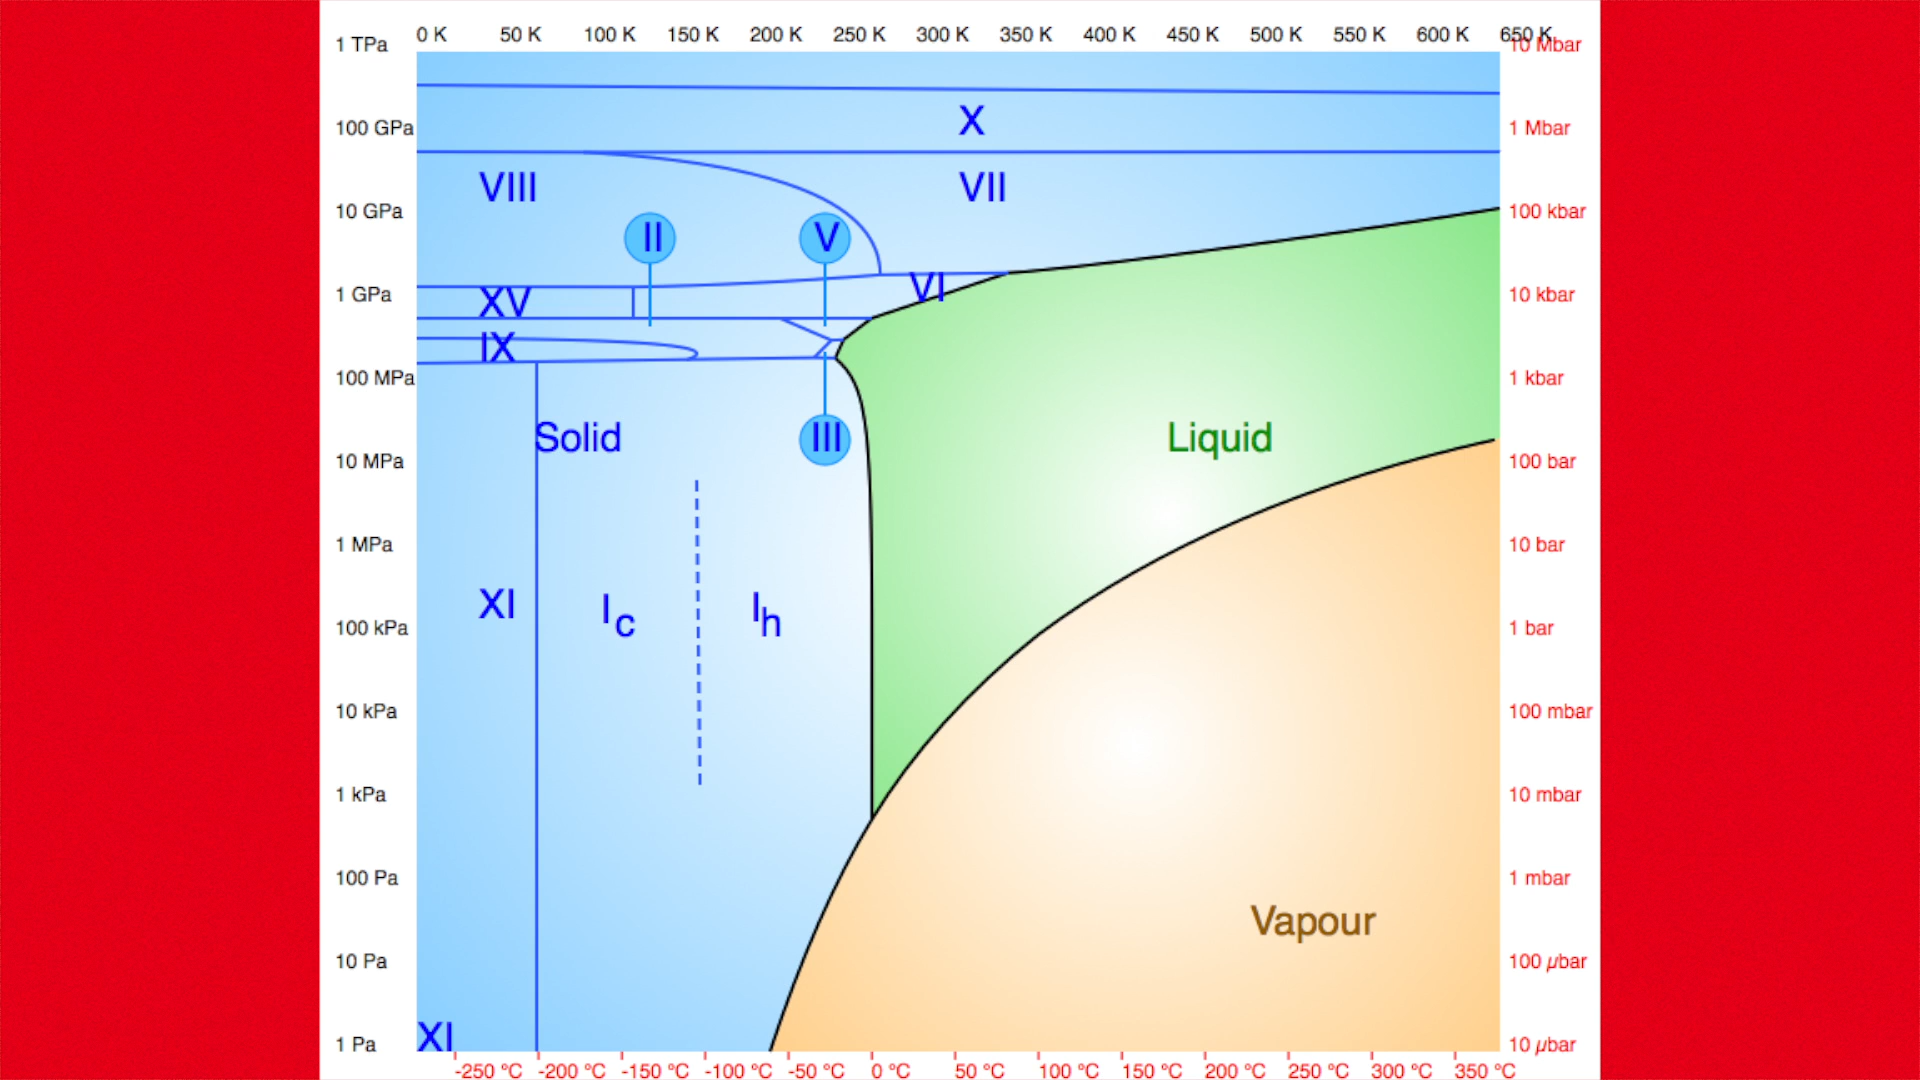 0 K 50 K 100 K 150 K 200 K 250 K 300 K 350 K 400 K 450 K 500 K 550 K 600 K 650 K
1 TPa 10 Mbar
X
100 GPa 1 Mbar
VIII VII
10 GPa 100 kbar
II V
VI
1 GPa XV 10 kbar
IX
100 MPa 1 kbar
Solid III Liquid
10 MPa 100 bar
1 MPa 10 bar
XI Ic Ih
100 kPa 1 bar
10 kPa 100 mbar
1 kPa 10 mbar
100 Pa 1 mbar
Vapour
10 Pa 100 µbar
XI
1 Pa 10 µbar
-250 °C -200 °C -150 °C -100 °C -50 °C 0 °C 50 °C 100 °C 150 °C 200 °C 250 °C 300 °C 350 °C